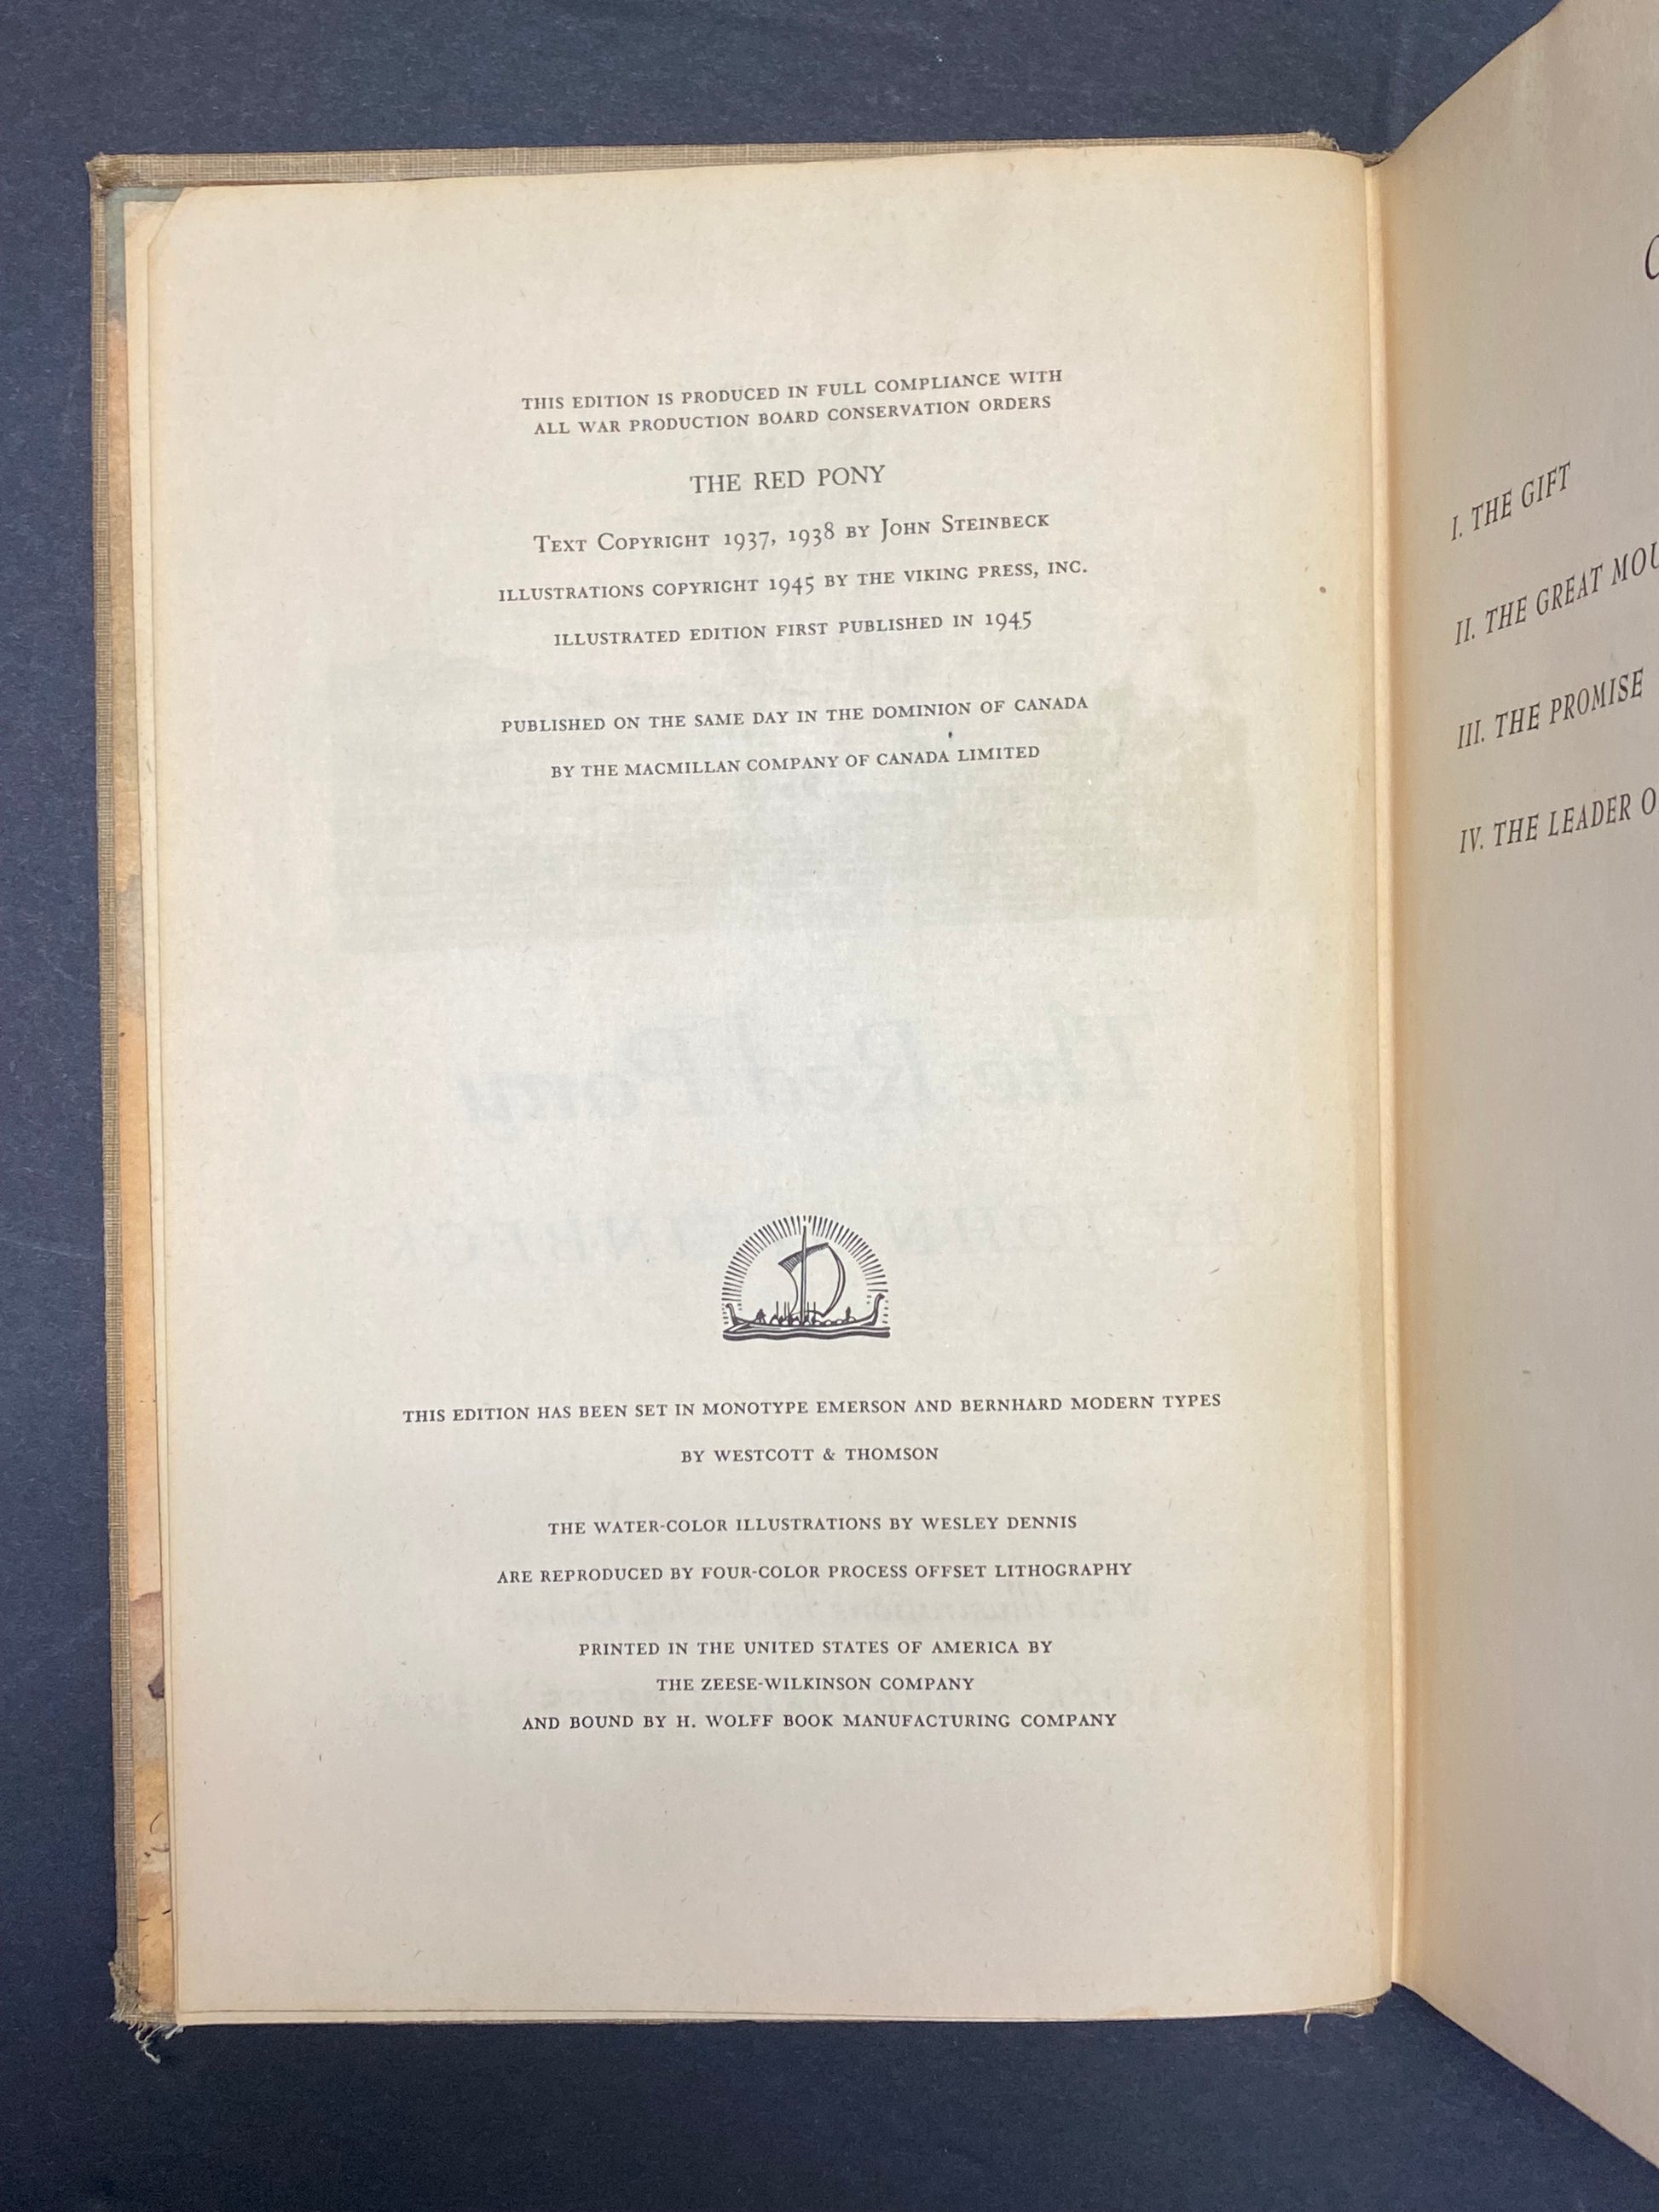 THIS EDITION IS PRODUCED IN FULL COMPLIANCE WITH
ALL WAR PRODUCTION BOARD CONSERVATION ORDERS
THE RED PONY
TEXT COPYRIGHT 1937, 1938 BY JOHN STEINBECK
ILLUSTRATIONS COPYRIGHT 1945 BY THE VIKING PRESS, INC.
ILLUSTRATED EDITION FIRST PUBLISHED IN 1945
PUBLISHED ON THE SAME DAY IN THE DOMINION OF CANADA
BY THE MACMILLAN COMPANY OF CANADA LIMITED
THIS EDITION HAS BEEN SET IN MONOTYPE EMERSON AND BERNHARD MODERN TYPES
BY WESTCOTT & THOMSON
THE WATER-COLOR ILLUSTRATIONS BY WESLEY DENNIS
ARE REPRODUCED BY FOUR-COLOR PROCESS OFFSET LITHOGRAPHY
PRINTED IN THE UNITED STATES OF AMERICA BY
THE ZEESE-WILKINSON COMPANY
AND BOUND BY H. WOLFF BOOK MANUFACTURING COMPANY
I. THE GIFT
II. THE GREAT MOU
III. THE PROMISE
IV. THE LEADER O